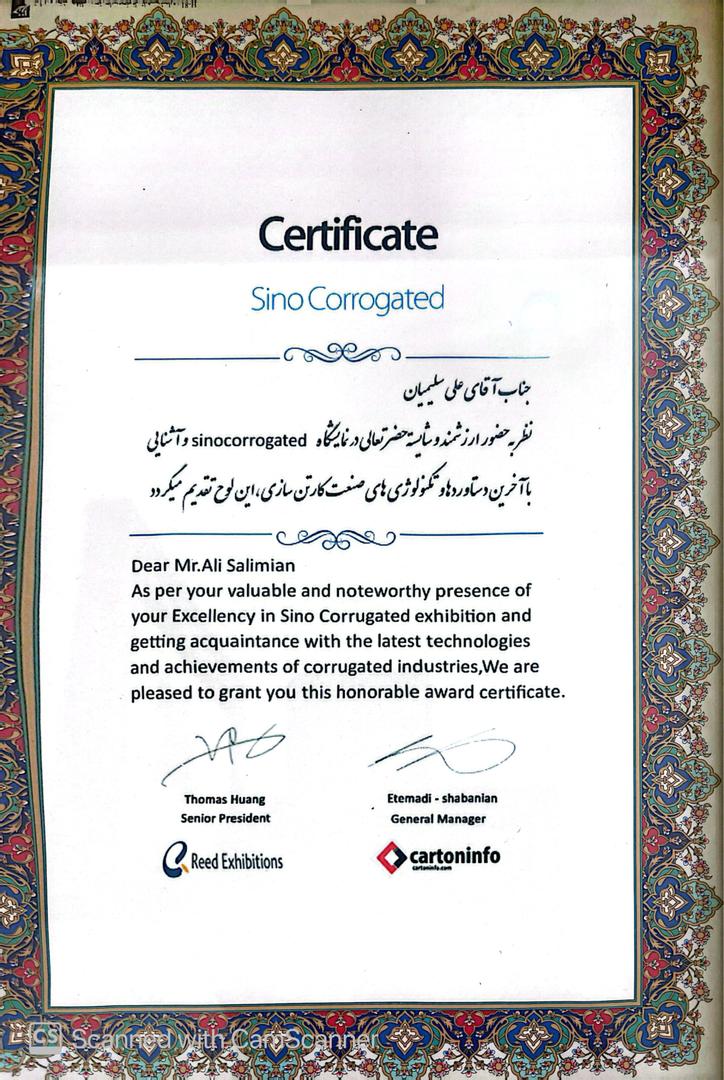 Certificate
Sino Corrogated
جناب آقای علی سلیمیان
نظر به حضور ارزشمند و شایسته حضرتعالی در نمایشگاه sinocorrogated و آشنایی
با آخرین دستاوردها و تکنولوژی های صنعت کارتن سازی، این لوح تقدیم میگردد
Dear Mr.Ali Salimian
As per your valuable and noteworthy presence of
your Excellency in Sino Corrugated exhibition and
getting acquaintance with the latest technologies
and achievements of corrugated industries,We are
pleased to grant you this honorable award certificate.
Thomas Huang
Senior President
Etemadi - shabanian
General Manager
Reed Exhibitions
cartoninfo
cartoninfo.com
CS Scanned with CamScanner